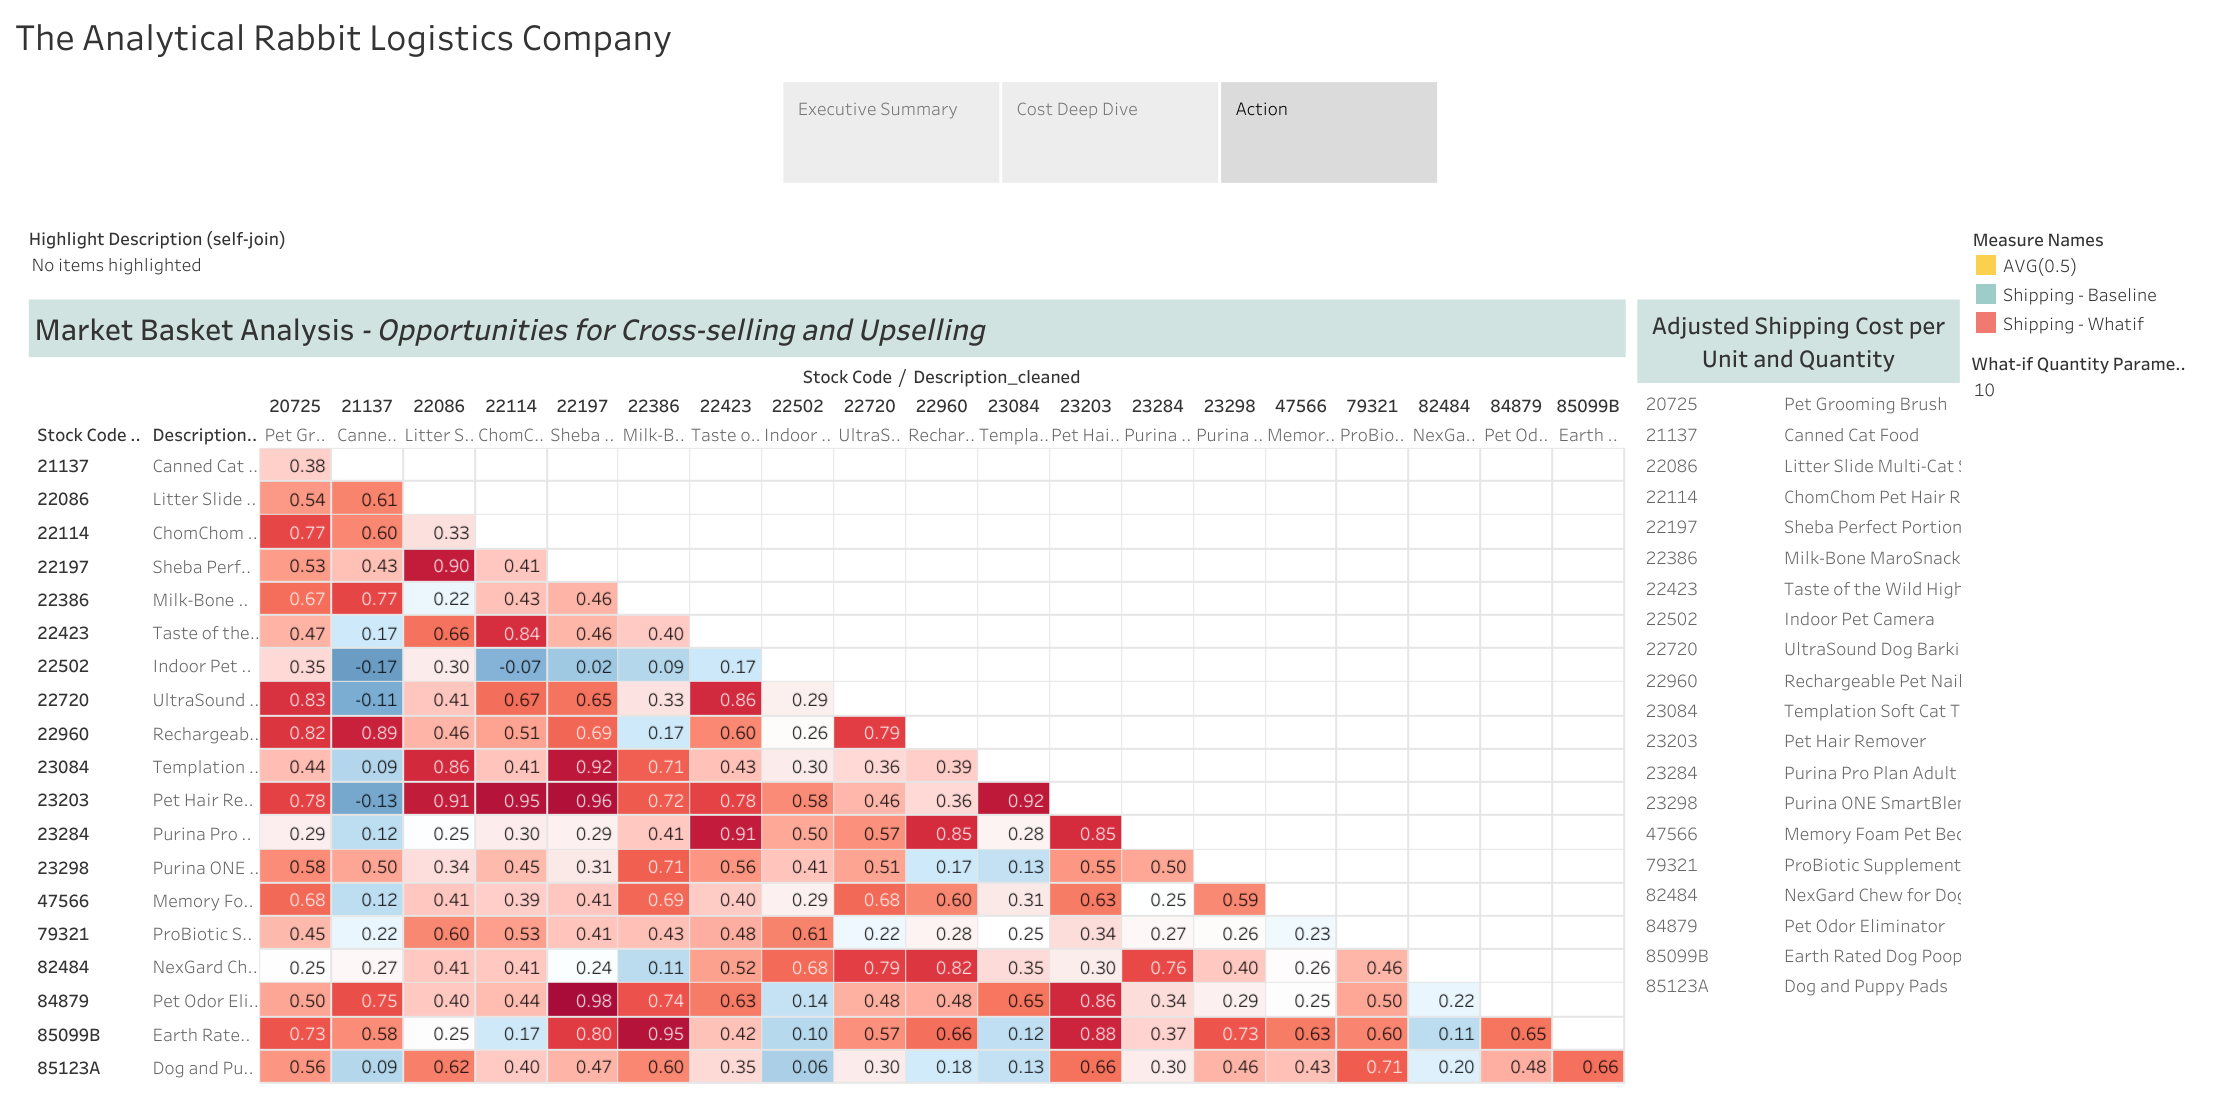 The Analytical Rabbit Logistics Company
Executive Summary
Cost Deep Dive
Action
Highlight Description (self-join)
No items highlighted
Measure Names
AVG(0.5)
Shipping - Baseline
Shipping - Whatif
What-if Quantity Parame..
10
Market Basket Analysis - Opportunities for Cross-selling and Upselling
Stock Code / Description_cleaned
20725 21137 22086 22114 22197 22386 22423 22502 22720 22960 23084 23203 23284 23298 47566 79321 82484 84879 85099B
Stock Code .. Description.. Pet Gr.. Canne.. Litter S.. ChomC.. Sheba .. Milk-B.. Taste o.. Indoor .. UltraS.. Rechar.. Templa.. Pet Hai.. Purina .. Purina .. Memor.. ProBio.. NexGa.. Pet Od.. Earth ..
21137 Canned Cat .. 0.38
22086 Litter Slide .. 0.54 0.61
22114 ChomChom .. 0.77 0.60 0.33
22197 Sheba Perf.. 0.53 0.43 0.90 0.41
22386 Milk-Bone .. 0.67 0.77 0.22 0.43 0.46
22423 Taste of the.. 0.47 0.17 0.66 0.84 0.46 0.40
22502 Indoor Pet .. 0.35 -0.17 0.30 -0.07 0.02 0.09 0.17
22720 UltraSound .. 0.83 -0.11 0.41 0.67 0.65 0.33 0.86 0.29
22960 Rechargeab.. 0.82 0.89 0.46 0.51 0.69 0.17 0.60 0.26 0.79
23084 Templation .. 0.44 0.09 0.86 0.41 0.92 0.71 0.43 0.30 0.36 0.39
23203 Pet Hair Re.. 0.78 -0.13 0.91 0.95 0.96 0.72 0.78 0.58 0.46 0.36 0.92
23284 Purina Pro .. 0.29 0.12 0.25 0.30 0.29 0.41 0.91 0.50 0.57 0.85 0.28 0.85
23298 Purina ONE .. 0.58 0.50 0.34 0.45 0.31 0.71 0.56 0.41 0.51 0.17 0.13 0.55 0.50
47566 Memory Fo.. 0.68 0.12 0.41 0.39 0.41 0.69 0.40 0.29 0.68 0.60 0.31 0.63 0.25 0.59
79321 ProBiotic S.. 0.45 0.22 0.60 0.53 0.41 0.43 0.48 0.61 0.22 0.28 0.25 0.34 0.27 0.26 0.23
82484 NexGard Ch.. 0.25 0.27 0.41 0.41 0.24 0.11 0.52 0.68 0.79 0.82 0.35 0.30 0.76 0.40 0.26 0.46
84879 Pet Odor Eli.. 0.50 0.75 0.40 0.44 0.98 0.74 0.63 0.14 0.48 0.48 0.65 0.86 0.34 0.29 0.25 0.50 0.22
85099B Earth Rate.. 0.73 0.58 0.25 0.17 0.80 0.95 0.42 0.10 0.57 0.66 0.12 0.88 0.37 0.73 0.63 0.60 0.11 0.65
85123A Dog and Pu.. 0.56 0.09 0.62 0.40 0.47 0.60 0.35 0.06 0.30 0.18 0.13 0.66 0.30 0.46 0.43 0.71 0.20 0.48 0.66
Adjusted Shipping Cost per
Unit and Quantity
20725 Pet Grooming Brush
21137 Canned Cat Food
22086 Litter Slide Multi-Cat
22114 ChomChom Pet Hair R
22197 Sheba Perfect Portion
22386 Milk-Bone MaroSnack
22423 Taste of the Wild High
22502 Indoor Pet Camera
22720 UltraSound Dog Barki
22960 Rechargeable Pet Nail
23084 Templation Soft Cat T
23203 Pet Hair Remover
23284 Purina Pro Plan Adult
23298 Purina ONE SmartBlen
47566 Memory Foam Pet Bed
79321 ProBiotic Supplement
82484 NexGard Chew for Dog
84879 Pet Odor Eliminator
85099B Earth Rated Dog Poop
85123A Dog and Puppy Pads